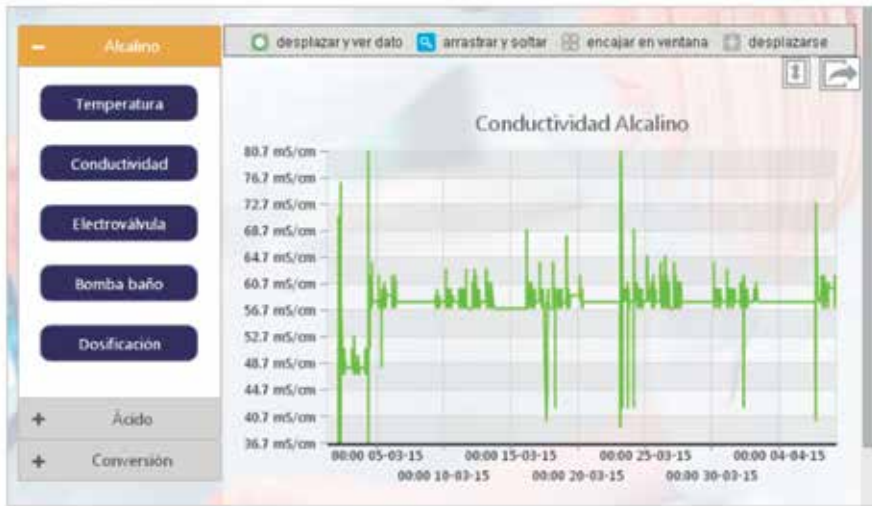 − Alcalino
Temperatura
Conductividad
Electroválvula
Bomba baño
Dosificación
+ Ácido
+ Conversión
desplazar y ver dato arrastrar y soltar encajar en ventana desplazarse
Conductividad Alcalino
80.7 mS/cm
76.7 mS/cm
72.7 mS/cm
68.7 mS/cm
64.7 mS/cm
60.7 mS/cm
56.7 mS/cm
52.7 mS/cm
48.7 mS/cm
44.7 mS/cm
40.7 mS/cm
36.7 mS/cm
00:00 05-03-15 00:00 15-03-15 00:00 25-03-15 00:00 04-04-15
00:00 10-03-15 00:00 20-03-15 00:00 30-03-15